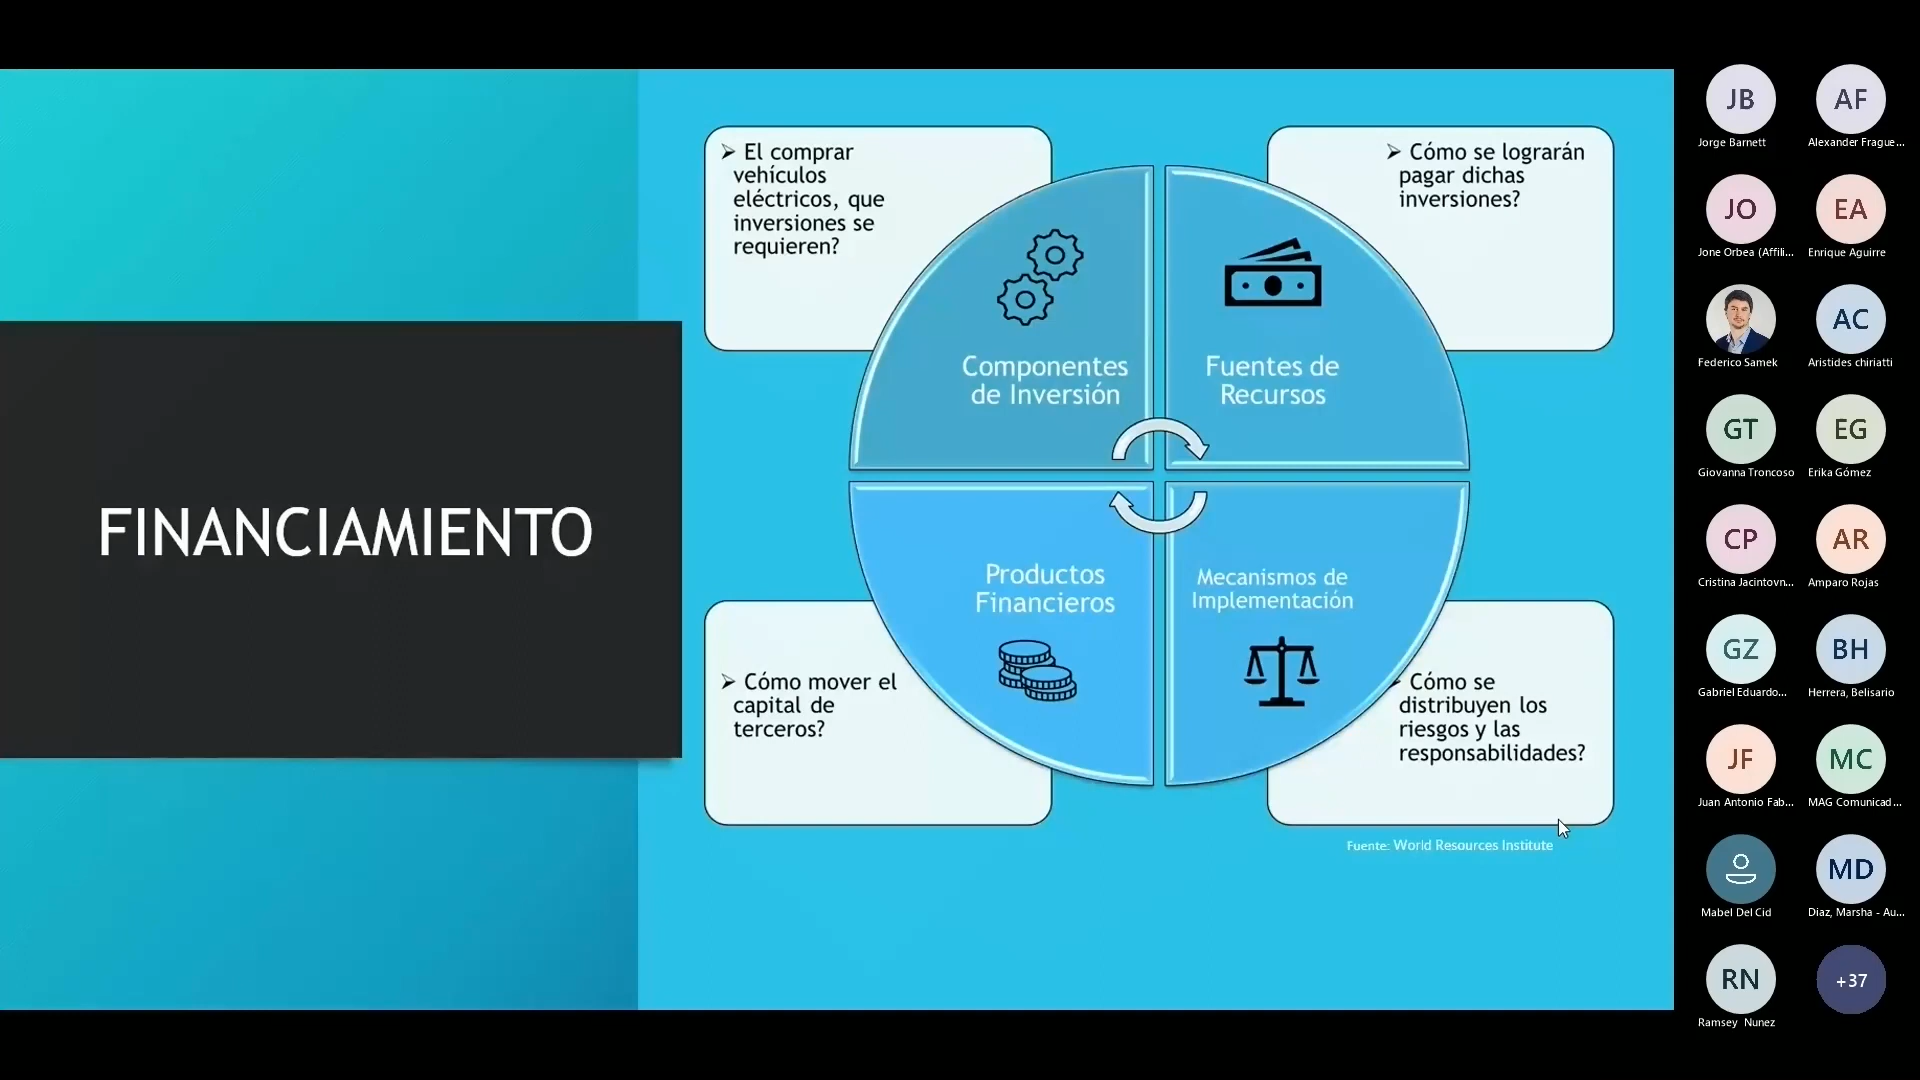 FINANCIAMIENTO
➢ El comprar
vehículos
eléctricos, que
inversiones se
requieren?
➢ Cómo se lograrán
pagar dichas
inversiones?
Componentes
de Inversión
Fuentes de
Recursos
Productos
Financieros
Mecanismos de
Implementación
➢ Cómo mover el
capital de
terceros?
Cómo se
distribuyen los
riesgos y las
responsabilidades?
Fuente: World Resources Institute
JB
Jorge Barnett
AF
Alexander Frague...
JO
Jone Orbea (Affili...
EA
Enrique Aguirre
Federico Samek
AC
Aristides chiriatti
GT
Giovanna Troncoso
EG
Erika Gómez
CP
Cristina Jacintovn...
AR
Amparo Rojas
GZ
Gabriel Eduardo...
BH
Herrera, Belisario
JF
Juan Antonio Fab...
MC
MAG Comunicad...
Mabel Del Cid
MD
Diaz, Marsha - Au...
RN
Ramsey Nunez
+37